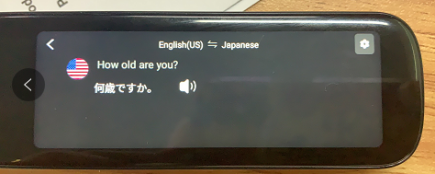 English(US) ⇋ Japanese
How old are you?
何歳ですか。